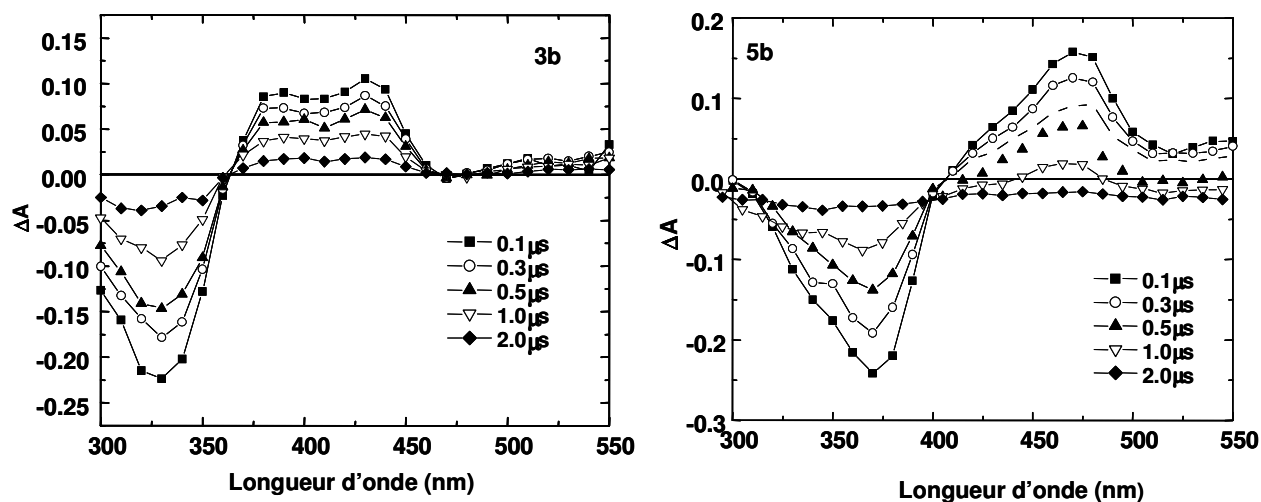 3b
0.15
0.10
0.05
0.00
-0.05
-0.10
-0.15
-0.20
-0.25
ΔA
0.1µs
0.3µs
0.5µs
1.0µs
2.0µs
300 350 400 450 500 550
Longueur d'onde (nm)
5b
0.2
0.1
0.0
-0.1
-0.2
-0.3
ΔA
0.1µs
0.3µs
0.5µs
1.0µs
2.0µs
300 350 400 450 500 550
Longueur d'onde (nm)